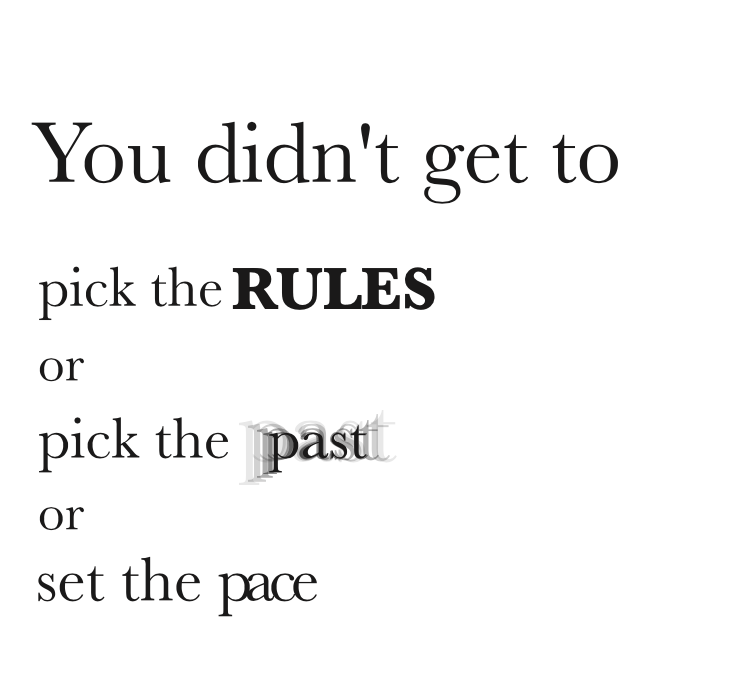 You didn't get to
pick the RULES
or
pick the past
or
set the pace